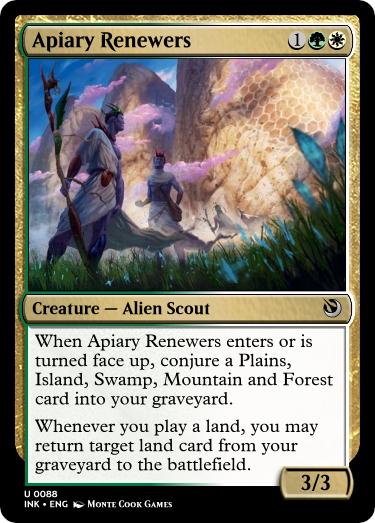 Apiary Renewers 1
Creature — Alien Scout
When Apiary Renewers enters or is
turned face up, conjure a Plains,
Island, Swamp, Mountain and Forest
card into your graveyard.
Whenever you play a land, you may
return target land card from your
graveyard to the battlefield.
3/3
U 0088
INK • EN MONTE COOK GAMES